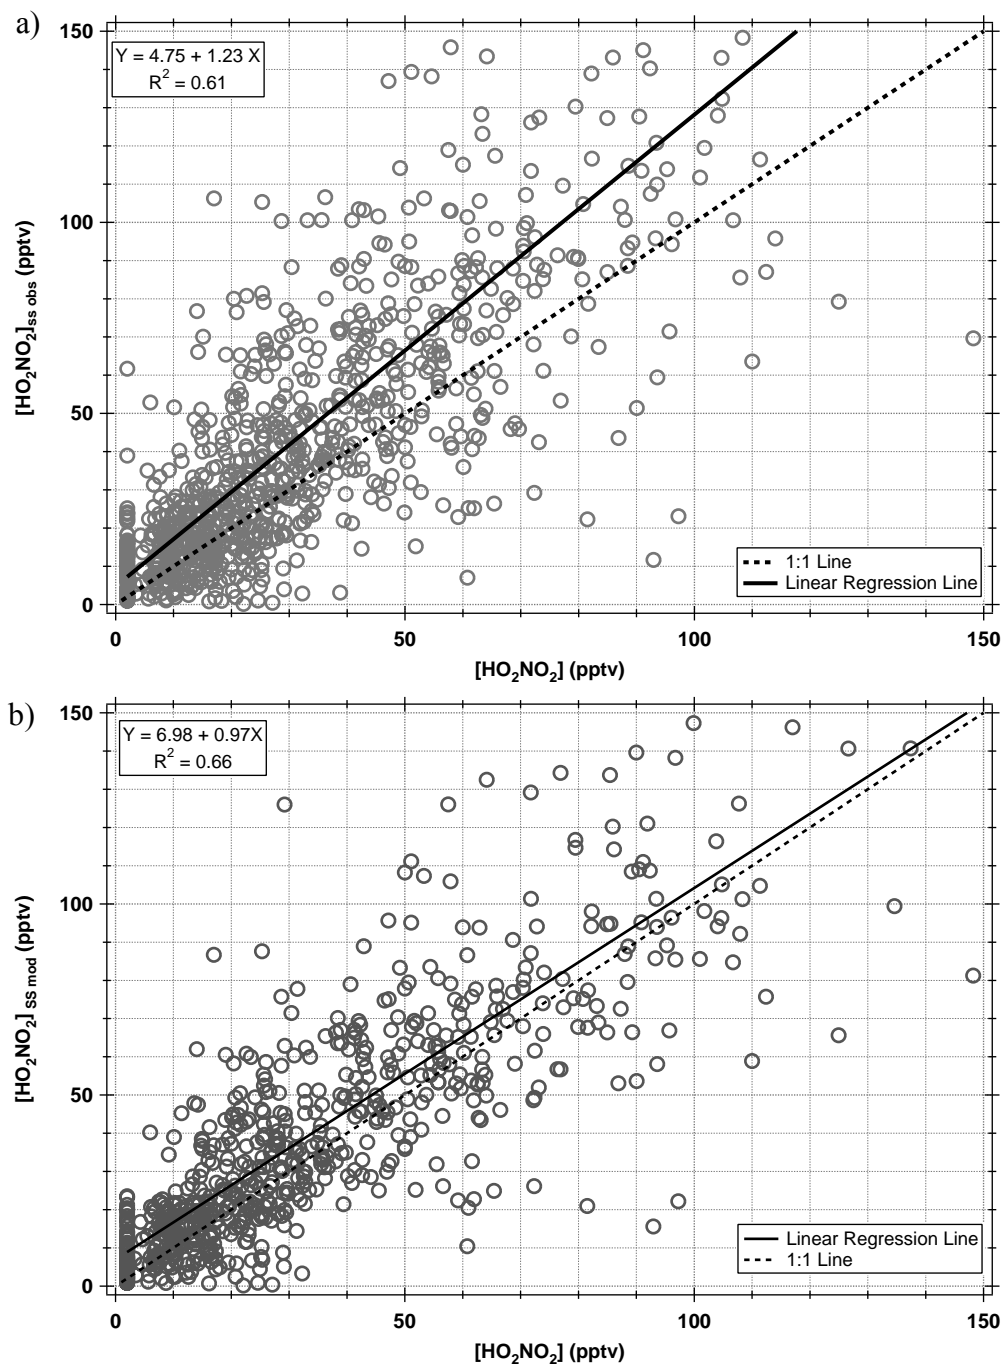 a)
150
Y = 4.75 + 1.23 X
R² = 0.61
100
[HO₂NO₂]ss obs (pptv)
50
1:1 Line
Linear Regression Line
0
0 50 100 150
[HO₂NO₂] (pptv)
b)
150
Y = 6.98 + 0.97X
R² = 0.66
100
[HO₂NO₂] SS mod (pptv)
50
Linear Regression Line
1:1 Line
0
0 50 100 150
[HO₂NO₂] (pptv)